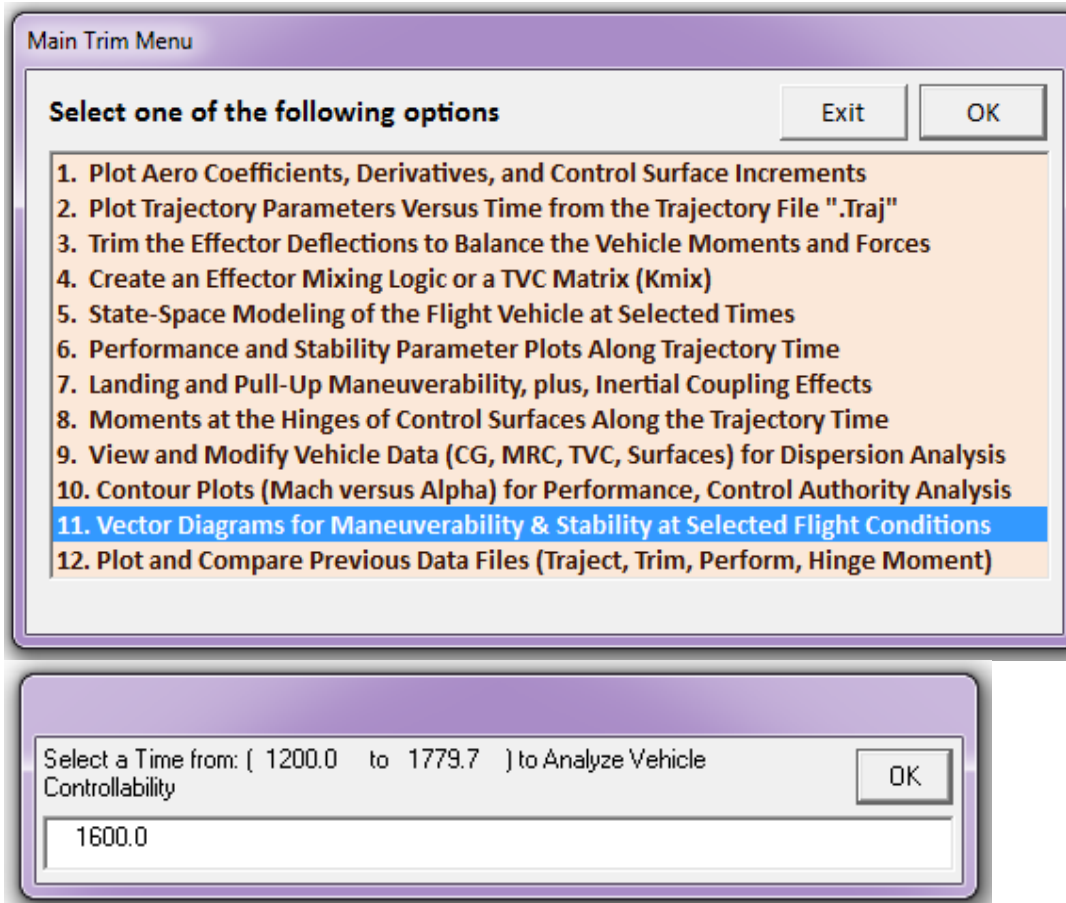 Main Trim Menu
Select one of the following options
Exit
OK
1. Plot Aero Coefficients, Derivatives, and Control Surface Increments
2. Plot Trajectory Parameters Versus Time from the Trajectory File ".Traj"
3. Trim the Effector Deflections to Balance the Vehicle Moments and Forces
4. Create an Effector Mixing Logic or a TVC Matrix (Kmix)
5. State-Space Modeling of the Flight Vehicle at Selected Times
6. Performance and Stability Parameter Plots Along Trajectory Time
7. Landing and Pull-Up Maneuverability, plus, Inertial Coupling Effects
8. Moments at the Hinges of Control Surfaces Along the Trajectory Time
9. View and Modify Vehicle Data (CG, MRC, TVC, Surfaces) for Dispersion Analysis
10. Contour Plots (Mach versus Alpha) for Performance, Control Authority Analysis
11. Vector Diagrams for Maneuverability & Stability at Selected Flight Conditions
12. Plot and Compare Previous Data Files (Traject, Trim, Perform, Hinge Moment)
Select a Time from: ( 1200.0 to 1779.7 ) to Analyze Vehicle
Controllability
OK
1600.0